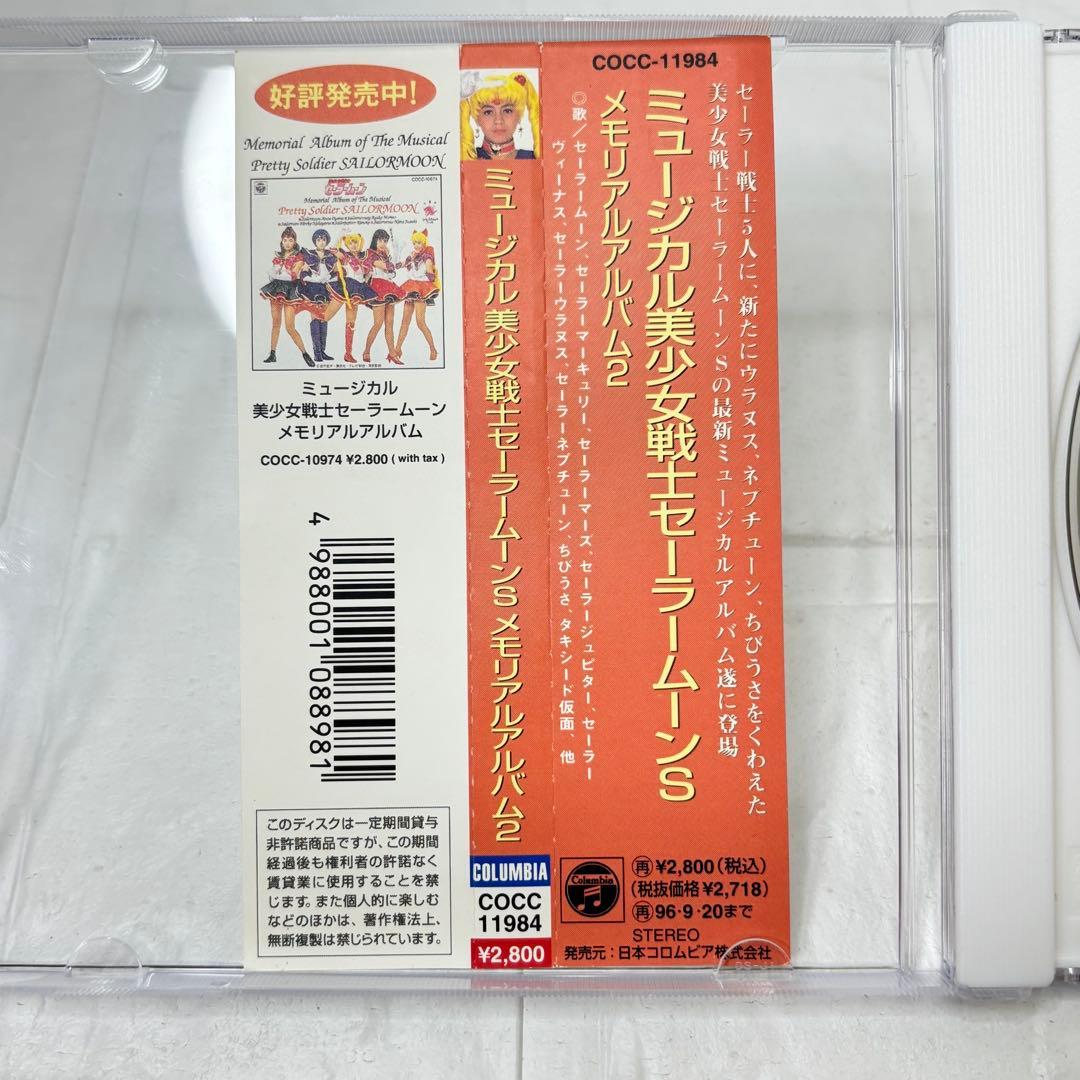 好評発売中!
Memorial Album of The Musical
Pretty Soldier SAILORMOON
COCC-10974
セーラームーン
Memorial Album of The Musical
Pretty Soldier SAILORMOON
ミュージカル
美少女戦士セーラームーン
メモリアルアルバム
COCC-10974 ¥2.800 ( with tax )
4 988001 088981
このディスクは一定期間貸与
非許諾商品ですが、この期間
経過後も権利者の許諾なく
賃貸業に使用することを禁
じます。また個人的に楽しむ
などのほかは、著作権法上、
無断複製は禁じられています。
ミュージカル 美少女戦士セーラームーンS メモリアルアルバム2
COLUMBIA
COCC
11984
¥2,800
COCC-11984
セーラー戦士5人に、新たにウラヌス、ネプチューン、ちびうさをくわえた
美少女戦士セーラームーンSの最新ミュージカルアルバム遂に登場
ミュージカル美少女戦士セーラームーンS
メモリアルアルバム2
◎歌/セーラームーン、セーラーマーキュリー、セーラーマーズ、セーラージュピター、セーラー
ヴィーナス、セーラーウラヌス、セーラーネプチューン、ちびうさ、タキシード仮面、他
Columbia
再 ¥2,800(税込)
(税抜価格¥2,718)
再 96・9・20まで
STEREO
発売元:日本コロムビア株式会社